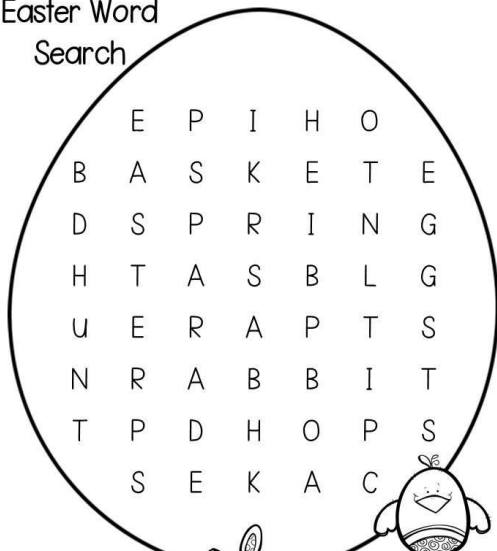 Easter Word
Search
E P I H O
B A S K E T E
D S P R I N G
H T A S B L G
U E R A P T S
N R A B B I T
T P D H O P S
S E K A C